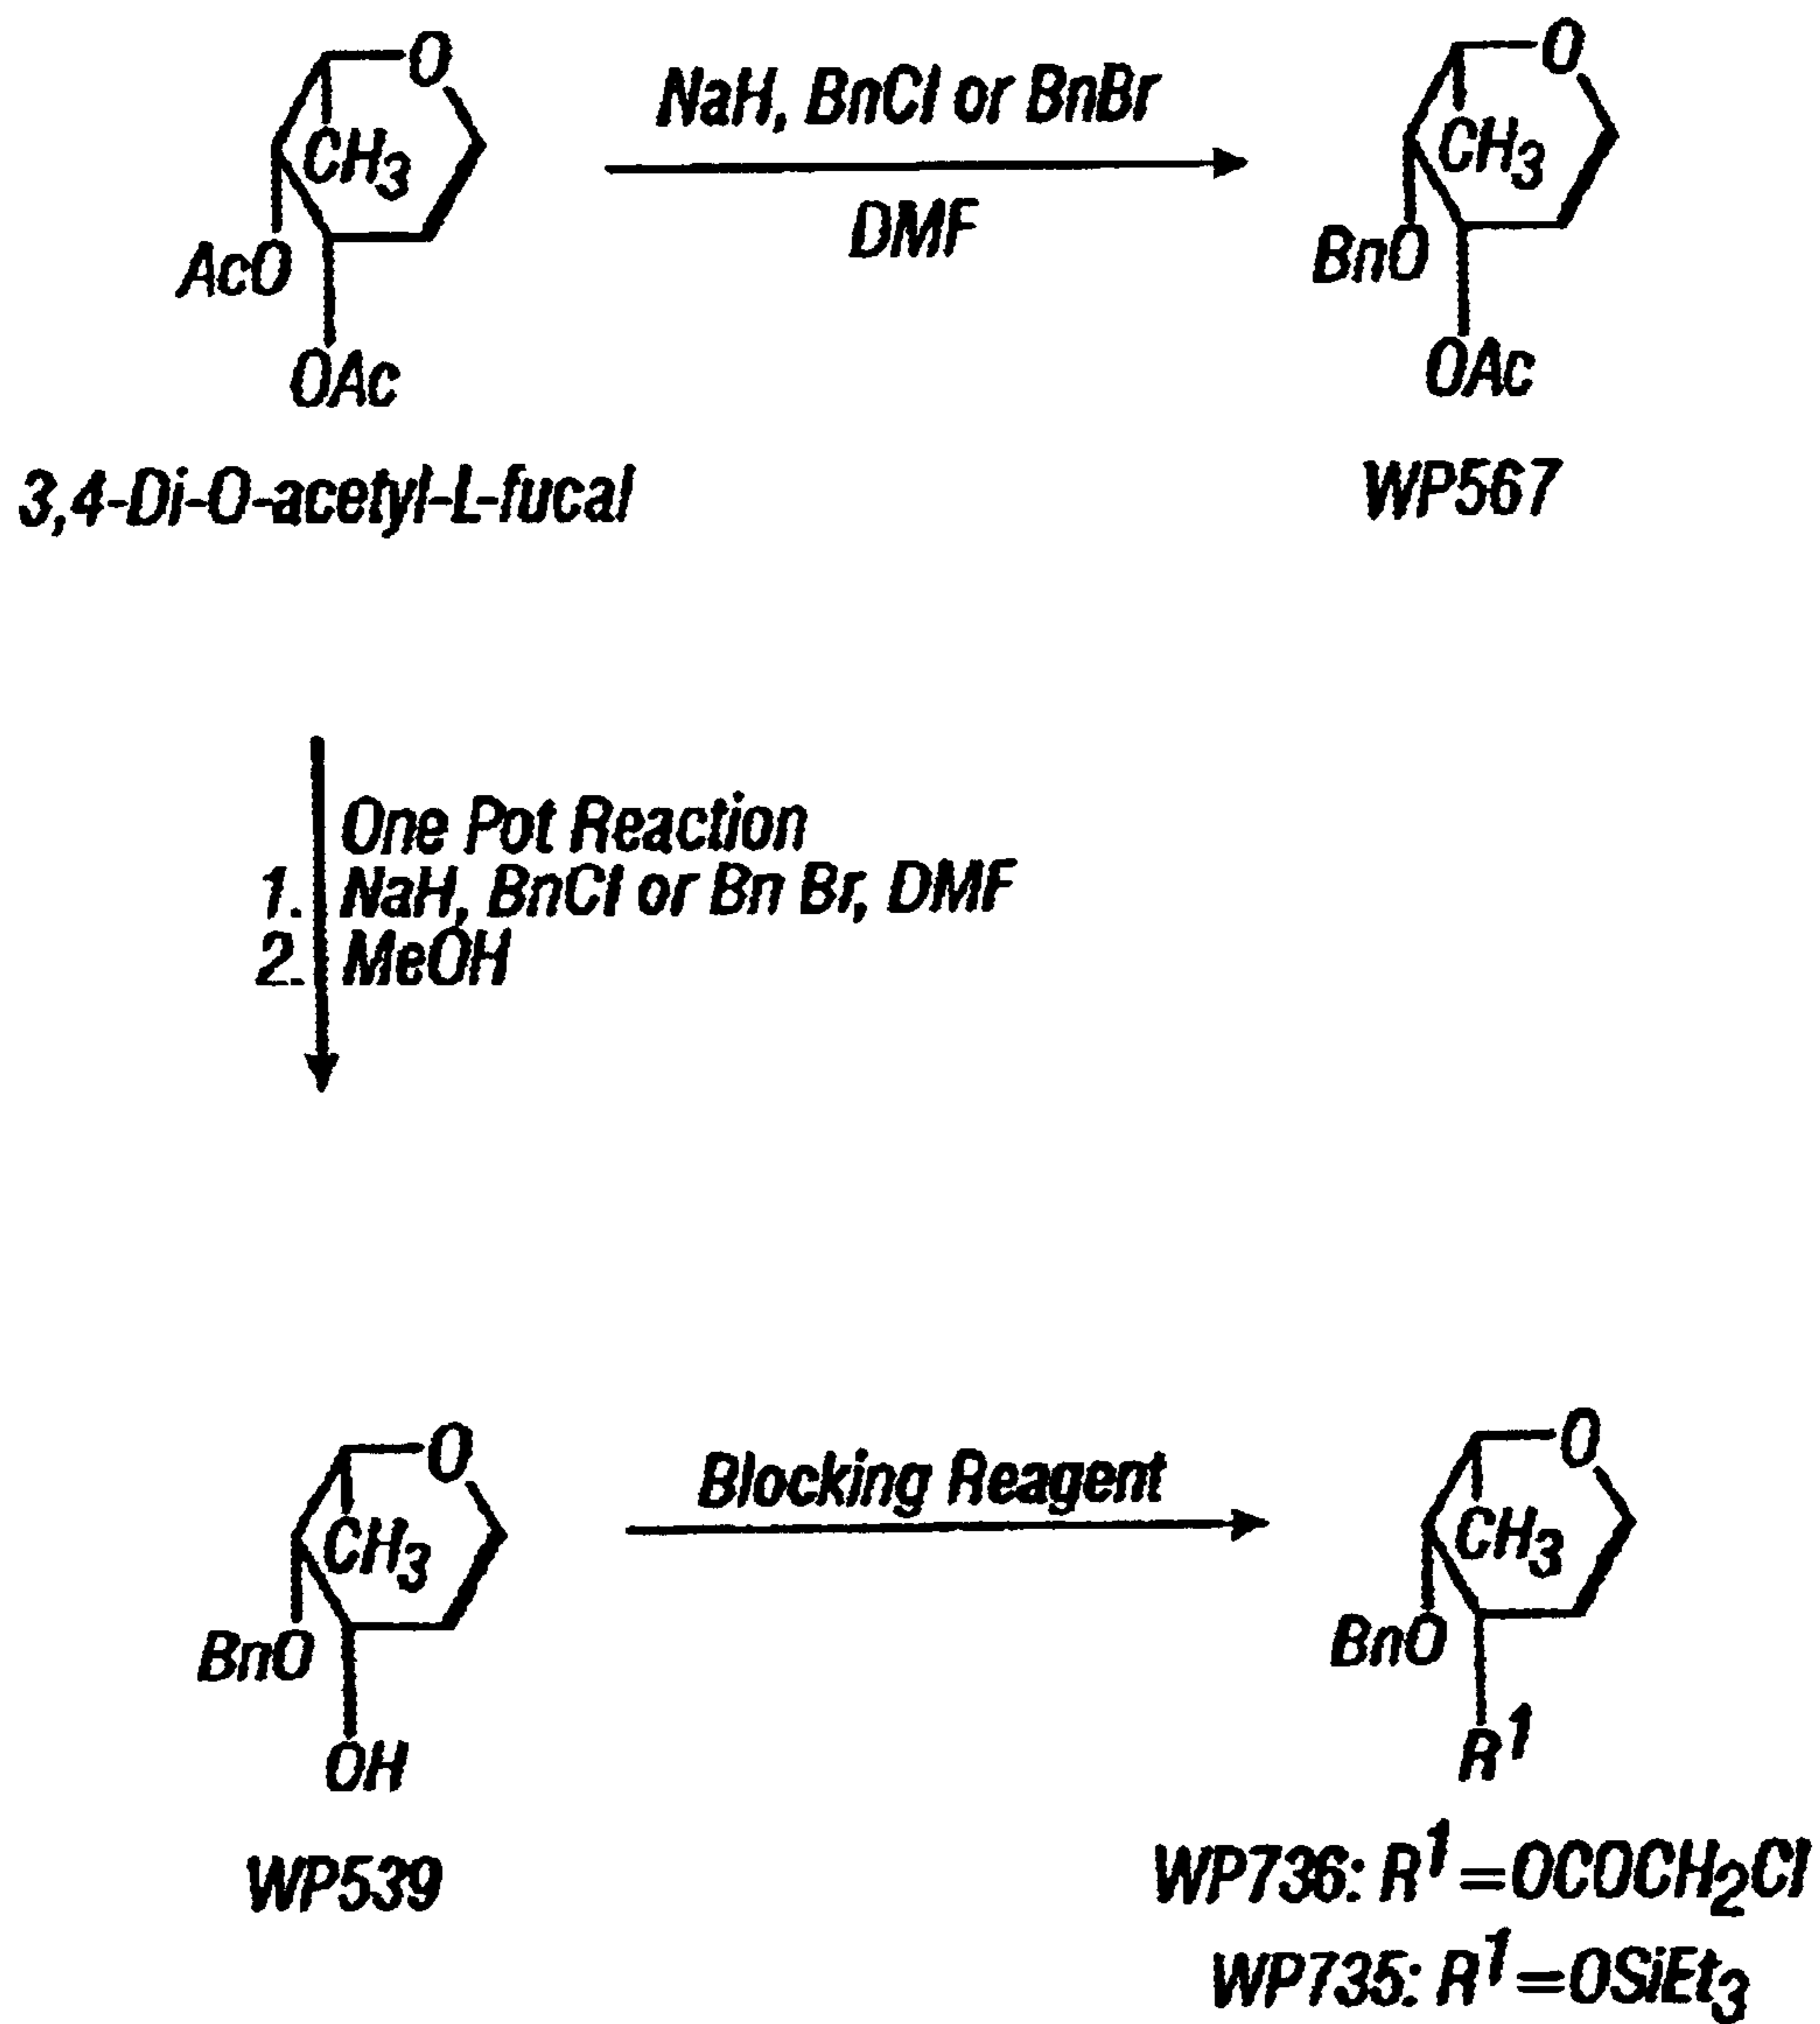 O
CH3
AcO
OAc
3,4-Di-O-acetyl-L-fucal
NaH, BnCl or BnBr
DMF
O
CH3
BnO
OAc
WP567
One Pot Reaction
1. NaH, BnCl or Bn Br, DMF
2. MeOH
O
CH3
BnO
OH
WP539
Blocking Reagent
O
CH3
BnO
R1
WP736: R1=OCOCH2Cl
WP735: R1=OSiEt3